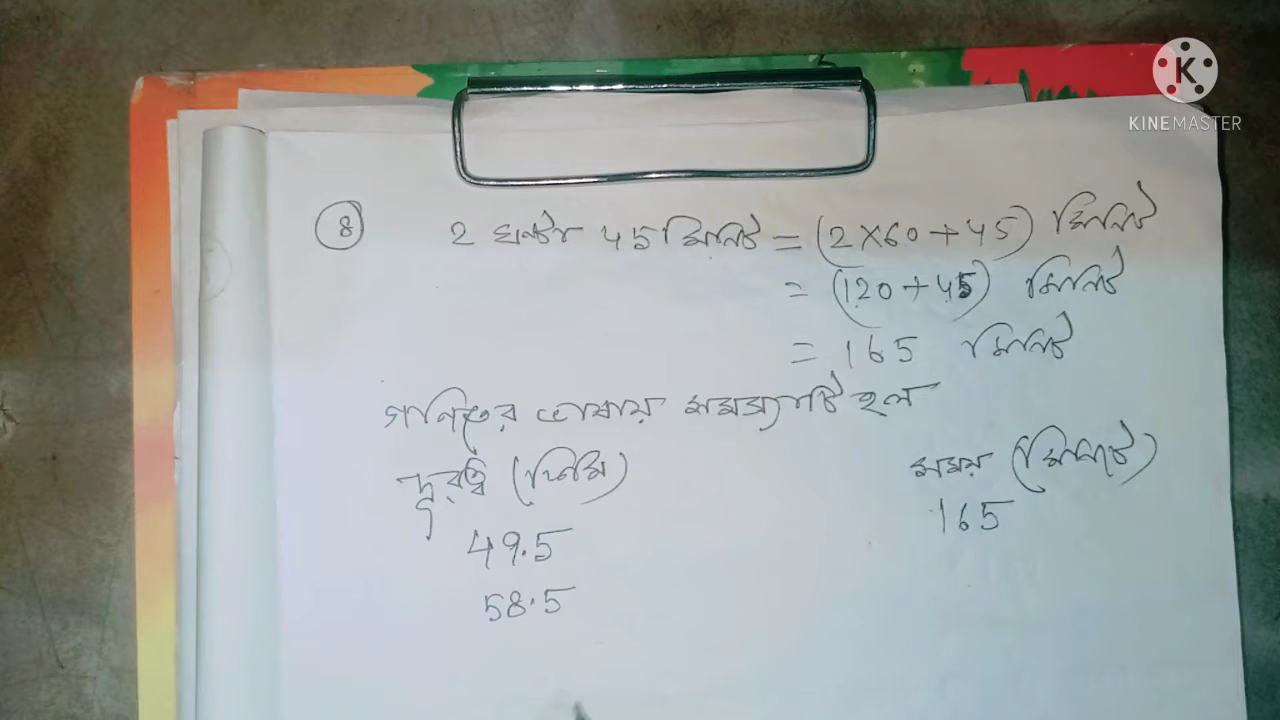 KINEMASTER
8 2 ঘন্টা 45 মিনিট = (2×60+45) মিনিট
= (120+45) মিনিট
= 165 মিনিট
গণিতের ভাষায় সমস্যাটি হল
দূরত্ব (কিমি) সময় (মিনিট)
49.5 165
58.5